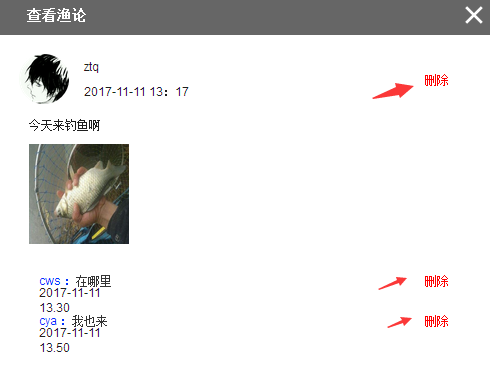 查看渔论
ztq
2017-11-11 13：17
删除
今天来钓鱼啊
cws：在哪里
2017-11-11
13.30
删除
cya：我也来
2017-11-11
13.50
删除